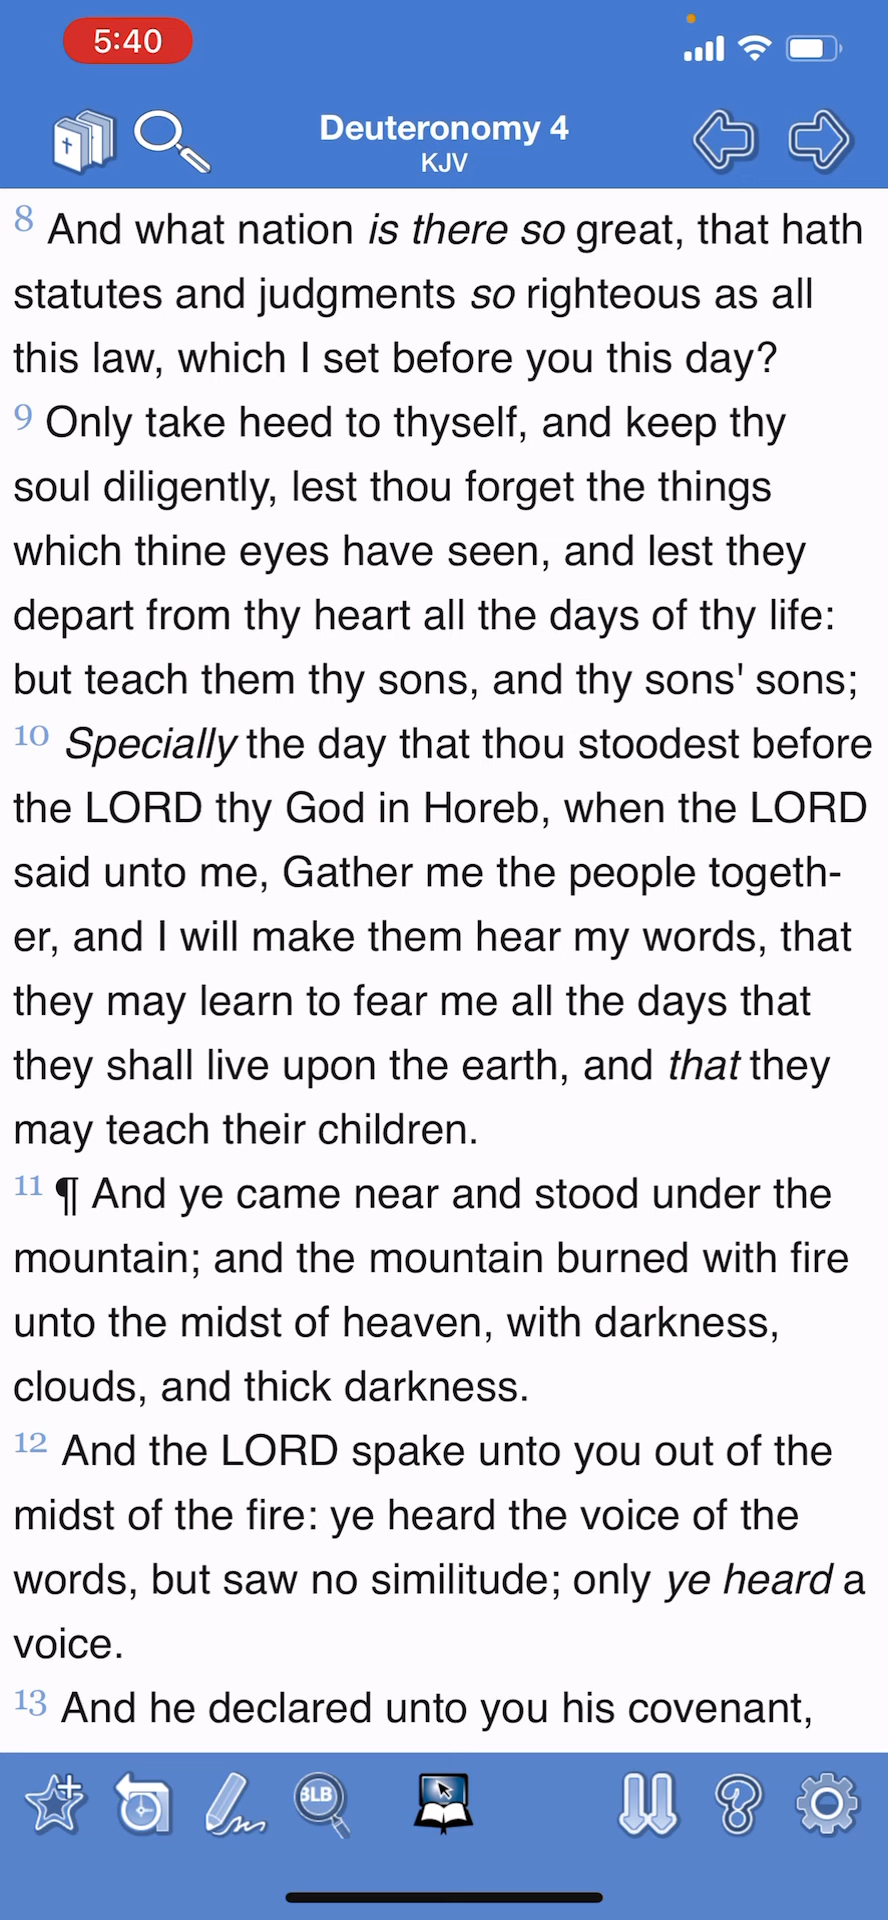 5:40
Deuteronomy 4
KJV
8 And what nation is there so great, that hath
statutes and judgments so righteous as all
this law, which I set before you this day?
9 Only take heed to thyself, and keep thy
soul diligently, lest thou forget the things
which thine eyes have seen, and lest they
depart from thy heart all the days of thy life:
but teach them thy sons, and thy sons' sons;
10 Specially the day that thou stoodest before
the LORD thy God in Horeb, when the LORD
said unto me, Gather me the people togeth-
er, and I will make them hear my words, that
they may learn to fear me all the days that
they shall live upon the earth, and that they
may teach their children.
11 ¶ And ye came near and stood under the
mountain; and the mountain burned with fire
unto the midst of heaven, with darkness,
clouds, and thick darkness.
12 And the LORD spake unto you out of the
midst of the fire: ye heard the voice of the
words, but saw no similitude; only ye heard a
voice.
13 And he declared unto you his covenant,
BLB